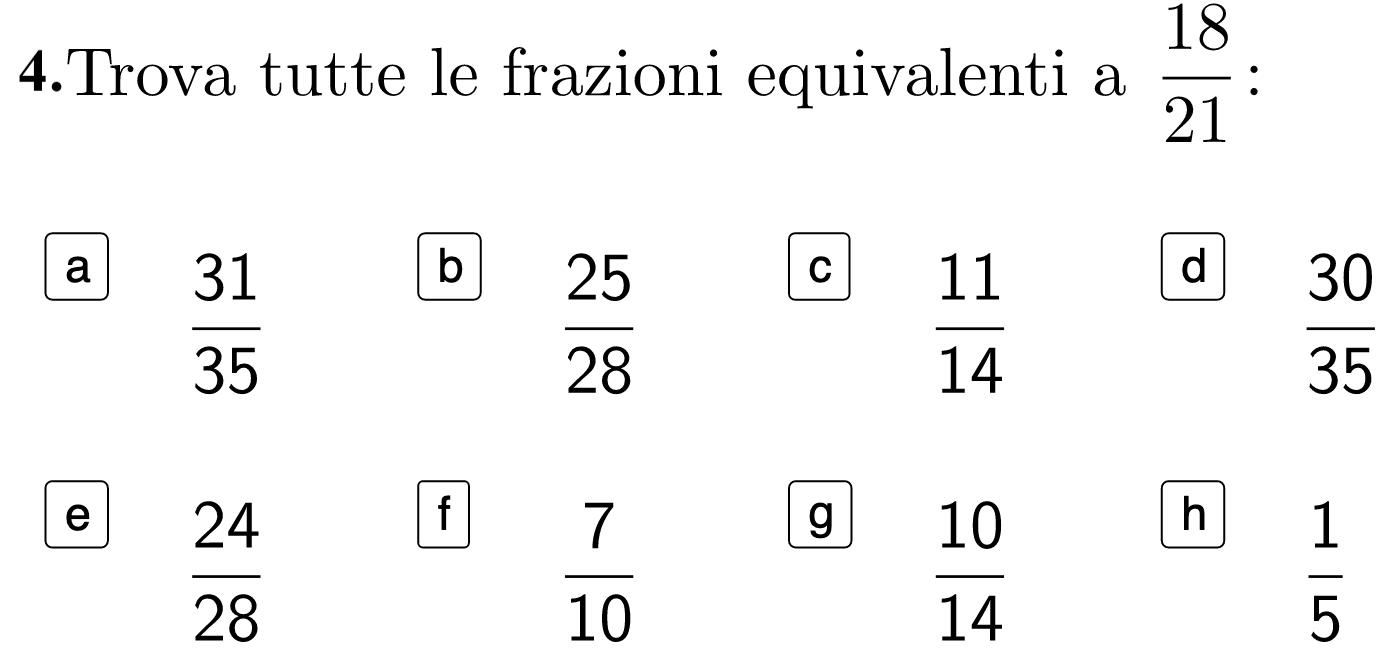 4. Trova tutte le frazioni equivalenti a 18/21 :
a 31/35 b 25/28 c 11/14 d 30/35
e 24/28 f 7/10 g 10/14 h 1/5